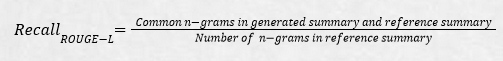 Recall_ROUGE−L = Common n−grams in generated summary and reference summary
Number of n−grams in reference summary